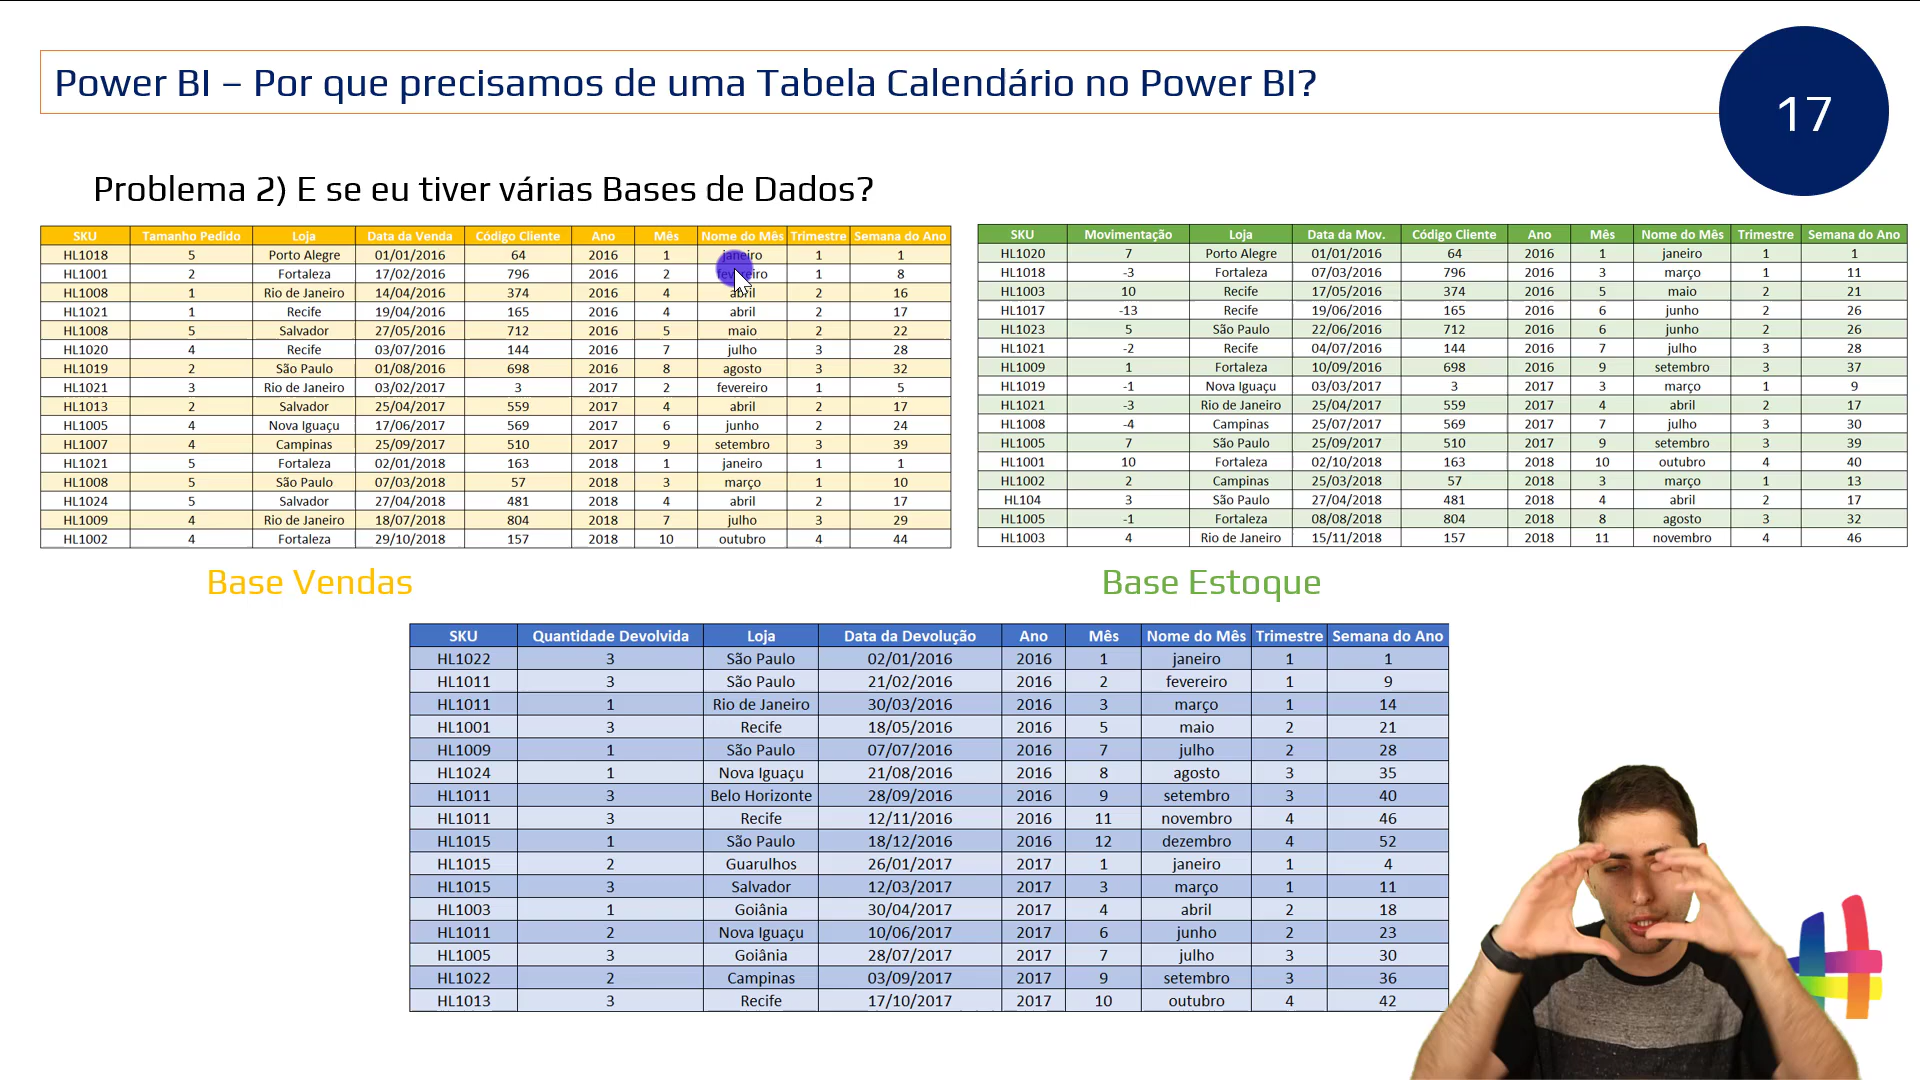 Power BI – Por que precisamos de uma Tabela Calendário no Power BI?
17
Problema 2) E se eu tiver várias Bases de Dados?
SKU Tamanho Pedido Loja Data da Venda Código Cliente Ano Mês Nome do Mês Trimestre Semana do Ano
HL1018 5 Porto Alegre 01/01/2016 64 2016 1 janeiro 1 1
HL1001 2 Fortaleza 17/02/2016 796 2016 2 fevereiro 1 8
HL1008 1 Rio de Janeiro 14/04/2016 374 2016 4 abril 2 16
HL1021 1 Recife 19/04/2016 165 2016 4 abril 2 17
HL1008 5 Salvador 27/05/2016 712 2016 5 maio 2 22
HL1020 4 Recife 03/07/2016 144 2016 7 julho 3 28
HL1019 2 São Paulo 01/08/2016 698 2016 8 agosto 3 32
HL1021 3 Rio de Janeiro 03/02/2017 3 2017 2 fevereiro 1 5
HL1013 2 Salvador 25/04/2017 559 2017 4 abril 2 17
HL1005 4 Nova Iguaçu 17/06/2017 569 2017 6 junho 2 24
HL1007 4 Campinas 25/09/2017 510 2017 9 setembro 3 39
HL1021 5 Fortaleza 02/01/2018 163 2018 1 janeiro 1 1
HL1008 5 São Paulo 07/03/2018 57 2018 3 março 1 10
HL1024 5 Salvador 27/04/2018 481 2018 4 abril 2 17
HL1009 4 Rio de Janeiro 18/07/2018 804 2018 7 julho 3 29
HL1002 4 Fortaleza 29/10/2018 157 2018 10 outubro 4 44
Base Vendas
SKU Movimentação Loja Data da Mov. Código Cliente Ano Mês Nome do Mês Trimestre Semana do Ano
HL1020 7 Porto Alegre 01/01/2016 64 2016 1 janeiro 1 1
HL1018 -3 Fortaleza 07/03/2016 796 2016 3 março 1 11
HL1003 10 Recife 17/05/2016 374 2016 5 maio 2 21
HL1017 -13 Recife 19/06/2016 165 2016 6 junho 2 26
HL1023 5 São Paulo 22/06/2016 712 2016 6 junho 2 26
HL1021 -2 Recife 04/07/2016 144 2016 7 julho 3 28
HL1009 1 Fortaleza 10/09/2016 698 2016 9 setembro 3 37
HL1019 -1 Nova Iguaçu 03/03/2017 3 2017 3 março 1 9
HL1021 -3 Rio de Janeiro 25/04/2017 559 2017 4 abril 2 17
HL1008 -4 Campinas 25/07/2017 569 2017 7 julho 3 30
HL1005 7 São Paulo 25/09/2017 510 2017 9 setembro 3 39
HL1001 10 Fortaleza 02/10/2018 163 2018 10 outubro 4 40
HL1002 2 Campinas 25/03/2018 57 2018 3 março 1 13
HL104 3 São Paulo 27/04/2018 481 2018 4 abril 2 17
HL1005 -1 Fortaleza 08/08/2018 804 2018 8 agosto 3 32
HL1003 4 Rio de Janeiro 15/11/2018 157 2018 11 novembro 4 46
Base Estoque
SKU Quantidade Devolvida Loja Data da Devolução Ano Mês Nome do Mês Trimestre Semana do Ano
HL1022 3 São Paulo 02/01/2016 2016 1 janeiro 1 1
HL1011 3 São Paulo 21/02/2016 2016 2 fevereiro 1 9
HL1011 1 Rio de Janeiro 30/03/2016 2016 3 março 1 14
HL1001 3 Recife 18/05/2016 2016 5 maio 2 21
HL1009 1 São Paulo 07/07/2016 2016 7 julho 2 28
HL1024 1 Nova Iguaçu 21/08/2016 2016 8 agosto 3 35
HL1011 3 Belo Horizonte 28/09/2016 2016 9 setembro 3 40
HL1011 3 Recife 12/11/2016 2016 11 novembro 4 46
HL1015 1 São Paulo 18/12/2016 2016 12 dezembro 4 52
HL1015 2 Guarulhos 26/01/2017 2017 1 janeiro 1 4
HL1015 3 Salvador 12/03/2017 2017 3 março 1 11
HL1003 1 Goiânia 30/04/2017 2017 4 abril 2 18
HL1011 2 Nova Iguaçu 10/06/2017 2017 6 junho 2 23
HL1005 3 Goiânia 28/07/2017 2017 7 julho 3 30
HL1022 2 Campinas 03/09/2017 2017 9 setembro 3 36
HL1013 3 Recife 17/10/2017 2017 10 outubro 4 42